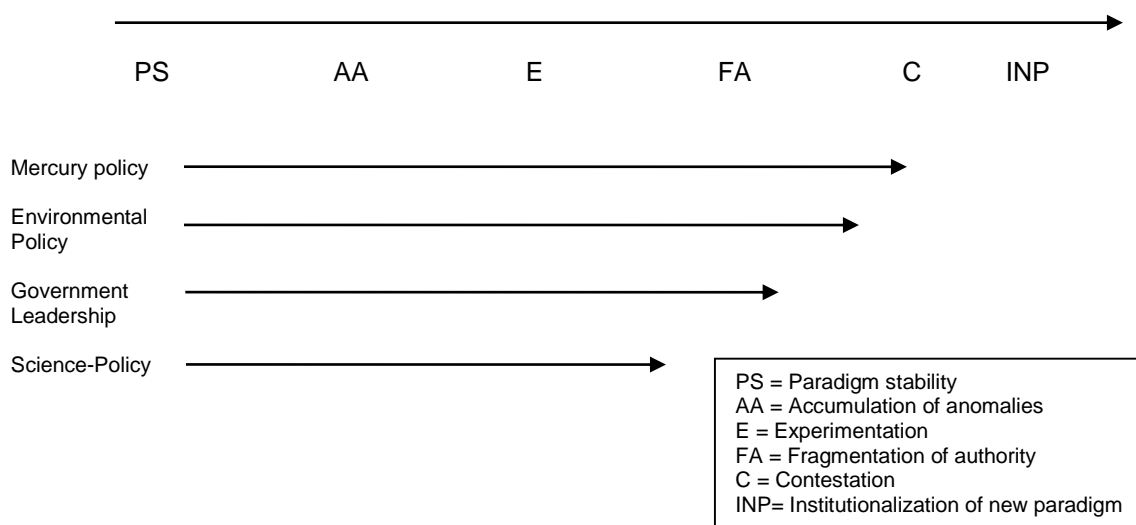 PS AA E FA C INP
Mercury policy
Environmental
Policy
Government
Leadership
Science-Policy
PS = Paradigm stability
AA = Accumulation of anomalies
E = Experimentation
FA = Fragmentation of authority
C = Contestation
INP= Institutionalization of new paradigm